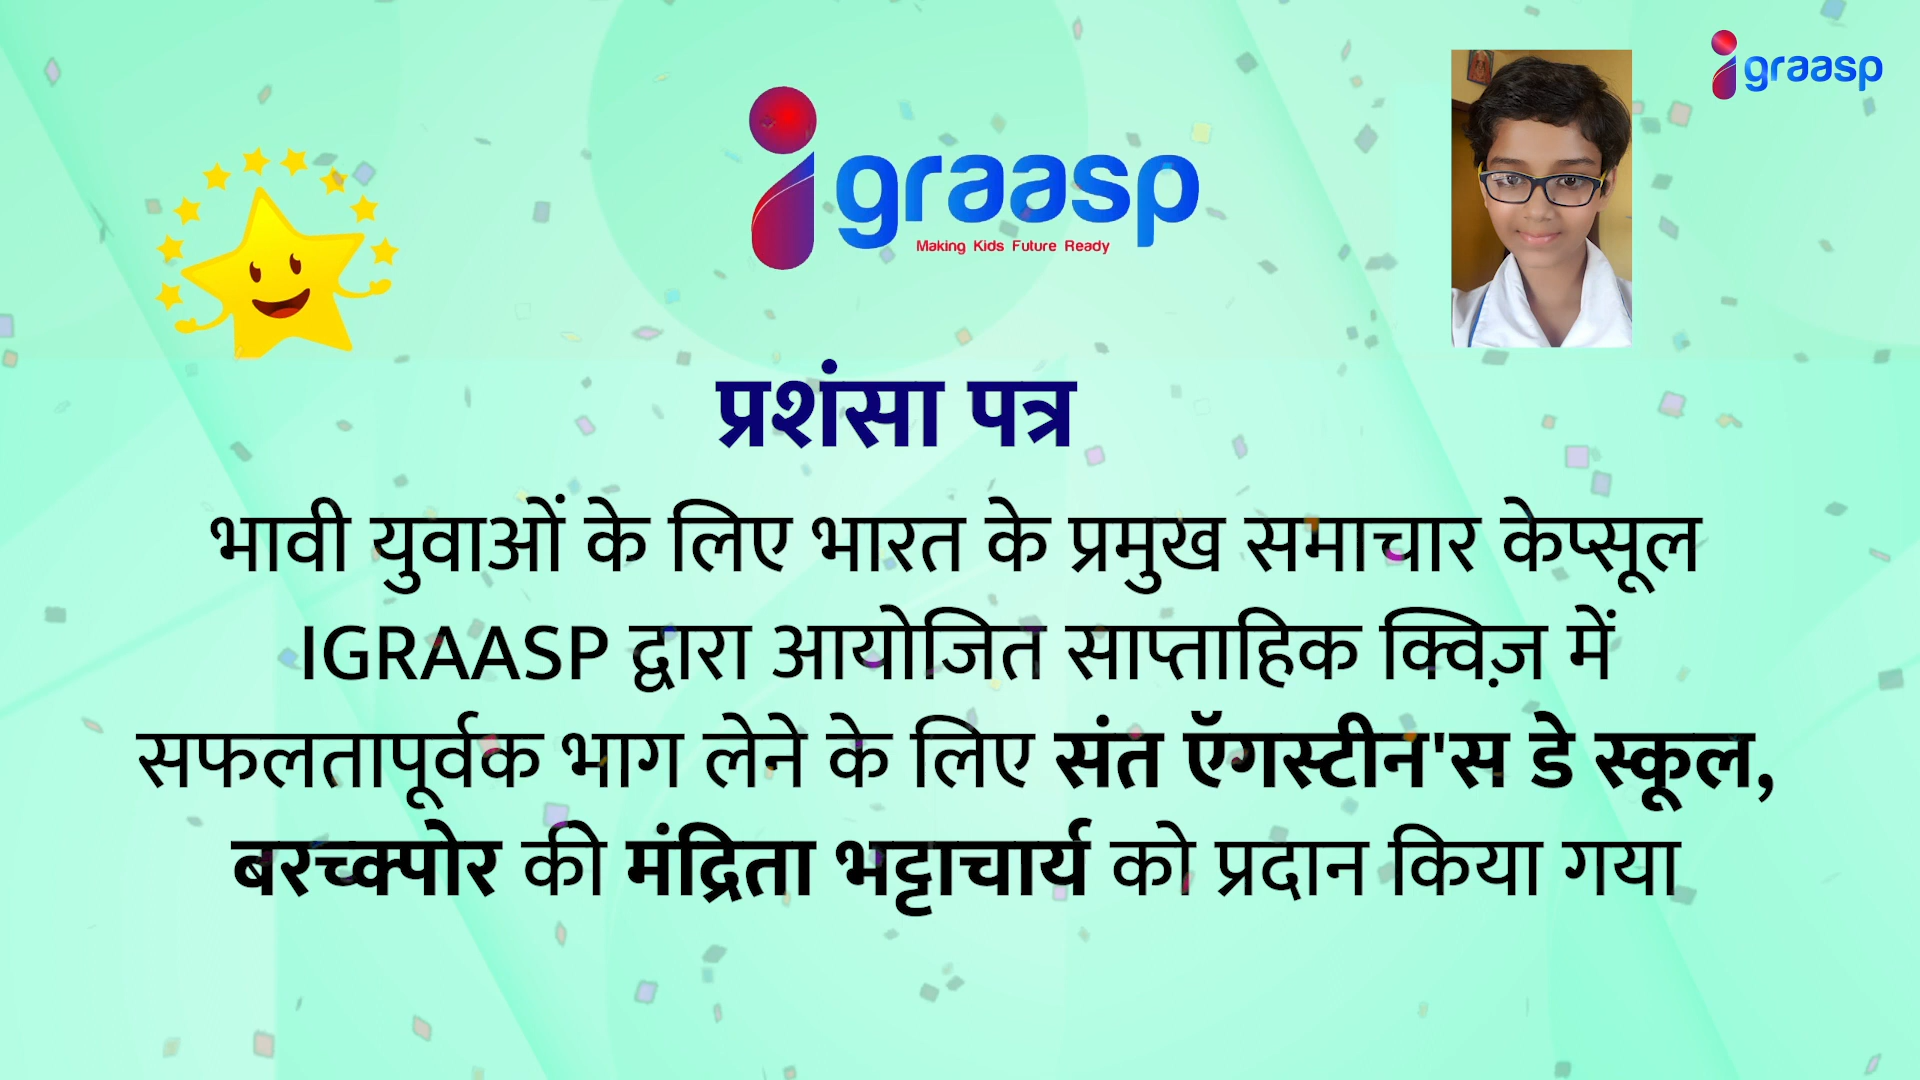 igraasp
igraasp
Making Kids Future Ready
प्रशंसा पत्र
भावी युवाओं के लिए भारत के प्रमुख समाचार केप्सूल
IGRAASP द्वारा आयोजित साप्ताहिक क्विज़ में
सफलतापूर्वक भाग लेने के लिए संत ऍगस्टीन'स डे स्कूल,
बरच्क्पोर की मंद्रिता भट्टाचार्य को प्रदान किया गया